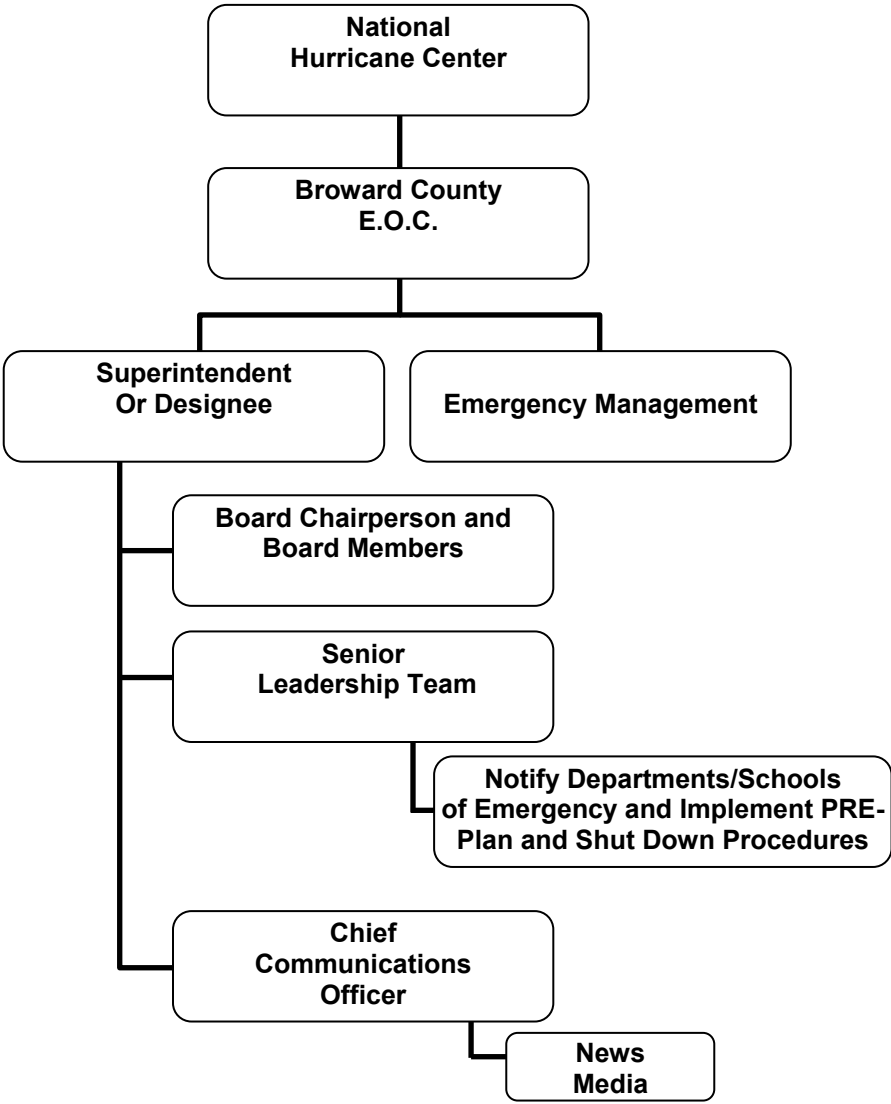 National
Hurricane Center
Broward County
E.O.C.
Superintendent
Or Designee
Emergency Management
Board Chairperson and
Board Members
Senior
Leadership Team
Notify Departments/Schools
of Emergency and Implement PRE-
Plan and Shut Down Procedures
Chief
Communications
Officer
News
Media